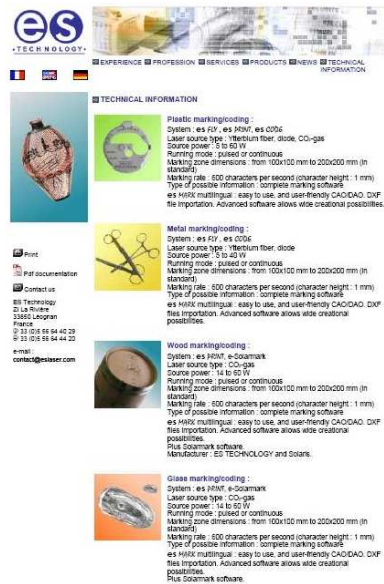 es
• TECHNOLOGY •
EXPERIENCE PROFESSION SERVICES PRODUCTS NEWS TECHNICAL INFORMATION
TECHNICAL INFORMATION
Plastic marking/coding :
System : es FLY , es PRINT, es CODE
Laser source type : Ytterbium fiber, diode, CO₂-gas
Source power : 5 to 60 W
Running mode : pulsed or continuous
Marking zone dimensions : from 100x100 mm to 200x200 mm (in
standard)
Marking rate : 600 characters per second (character height : 1 mm)
Type of possible information : complete marking software
es MARK multilingual : easy to use, and user-friendly CAO/DAO. DXF
file importation. Advanced software allows wide creational possibilities.
Metal marking/coding :
System : es FLY , es CODE
Laser source type : Ytterbium fiber, diode
Source power : 5 to 40 W
Running mode : pulsed or continuous
Marking zone dimensions : from 100x100 mm to 200x200 mm (in
standard)
Marking rate : 600 characters per second (character height : 1 mm)
Type of possible information : complete marking software
es MARK multilingual : easy to use, and user-friendly CAO/DAO. DXF
files importation. Advanced software allows wide creational
possibilities.
Print
Pdf documentation
Contact us
ES Technology
ZI La Rivière
33850 Léognan
France
33 (0)5 56 64 40 29
33 (0)5 56 64 44 20
e-mail :
contact@eslaser.com
Wood marking/coding :
System : es PRINT, e-Solarmark
Laser source type : CO₂-gas
Source power : 14 to 60 W
Running mode : pulsed or continuous
Marking zone dimensions : from 100x100 mm to 200x200 mm (in
standard)
Marking rate : 600 characters per second (character height : 1 mm)
Type of possible information : complete marking software
es MARK multilingual : easy to use, and user-friendly CAO/DAO. DXF
files importation. Advanced software allows wide creational
possibilities.
Plus Solarmark software.
Manufacturer : ES TECHNOLOGY and Solaris.
Glass marking/coding :
System : es PRINT, e-Solarmark
Laser source type : CO₂-gas
Source power : 14 to 60 W
Running mode : pulsed or continuous
Marking zone dimensions : from 100x100 mm to 200x200 mm (in
standard)
Marking rate : 600 characters per second (character height : 1 mm)
Type of possible information : complete marking software
es MARK multilingual : easy to use, and user-friendly CAO/DAO. DXF
files importation. Advanced software allows wide creational
possibilities.
Plus Solarmark software.